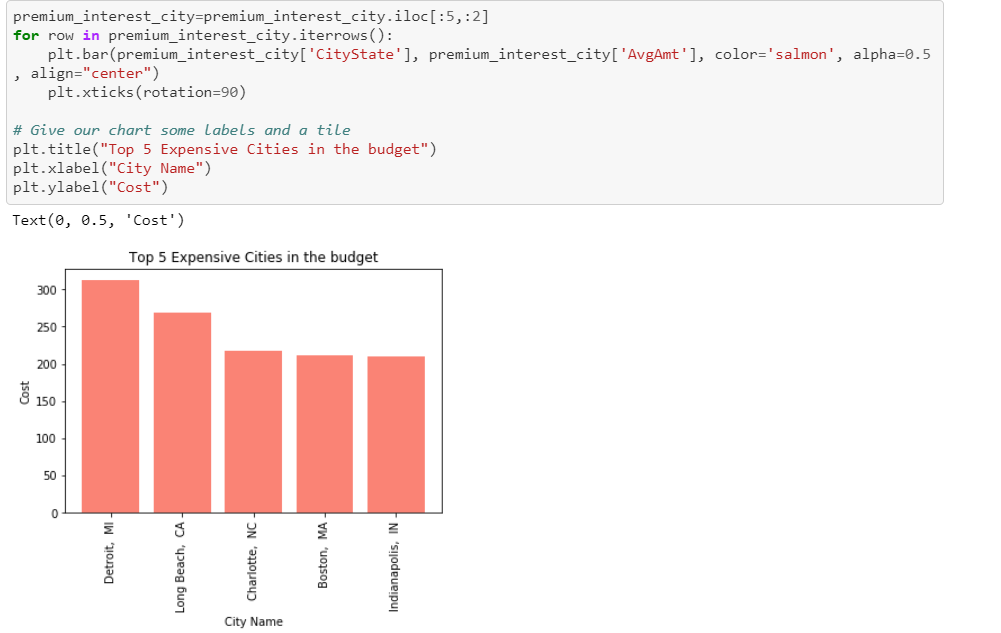 premium_interest_city=premium_interest_city.iloc[:5,:2]
for row in premium_interest_city.iterrows():
    plt.bar(premium_interest_city['CityState'], premium_interest_city['AvgAmt'], color='salmon', alpha=0.5
, align="center")
    plt.xticks(rotation=90)
# Give our chart some labels and a tile
plt.title("Top 5 Expensive Cities in the budget")
plt.xlabel("City Name")
plt.ylabel("Cost")
Text(0, 0.5, 'Cost')
Top 5 Expensive Cities in the budget
300
250
200
150
100
50
0
Cost
Detroit, MI
Long Beach, CA
Charlotte, NC
Boston, MA
Indianapolis, IN
City Name